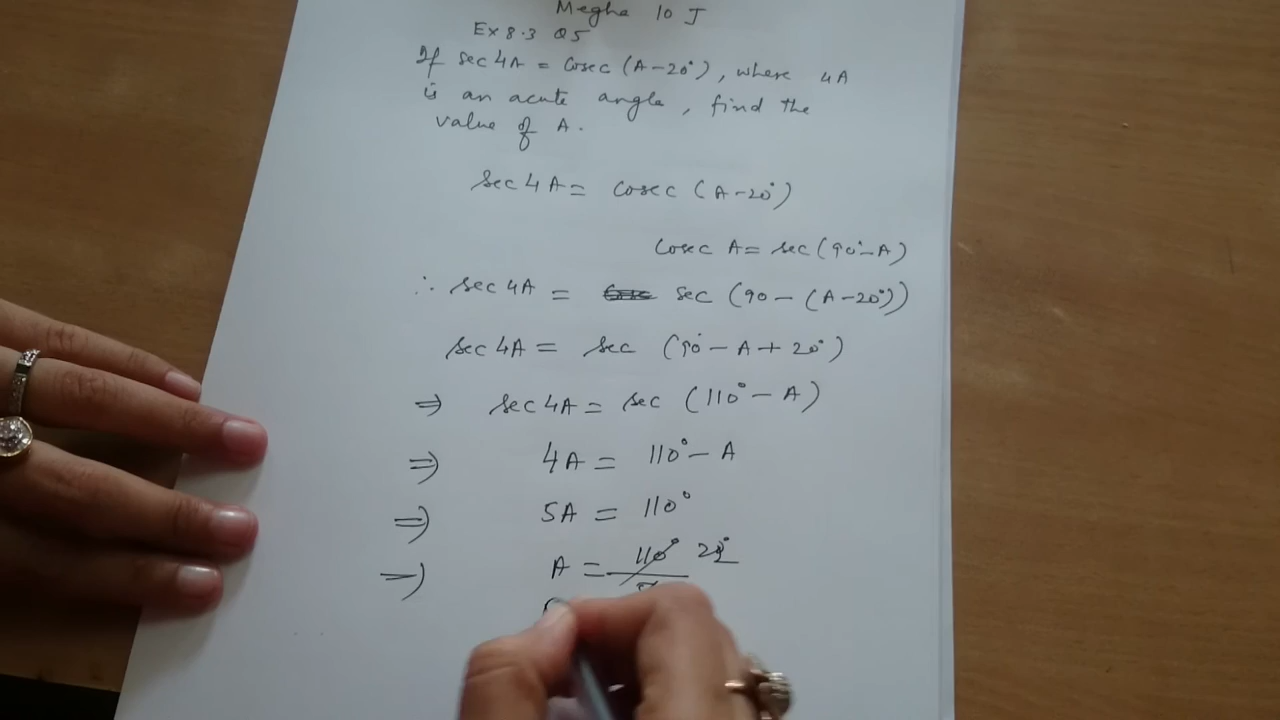 Megha 10 J
Ex 8.3 Q5
If sec 4A = Cosec (A - 20°), where 4A
is an acute angle, find the
value of A.
Sec 4A = Cosec (A - 20°)
Cosec A = sec (90° - A)
∴ sec 4A = sec (90 - (A - 20°))
sec 4A = sec (90° - A + 20°)
⇒ sec 4A = sec (110° - A)
⇒ 4A = 110° - A
⇒ 5A = 110°
⇒ A = 110°